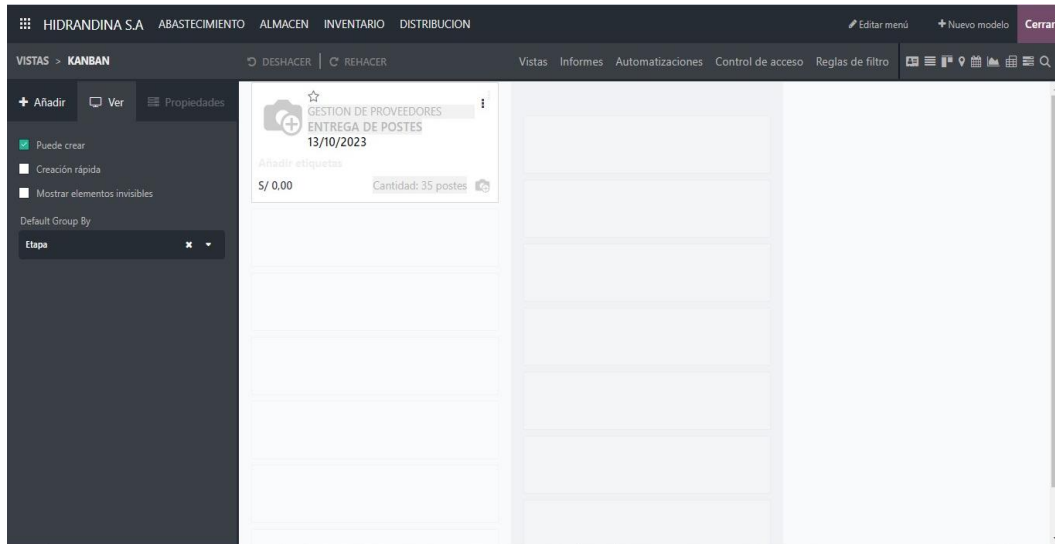 HIDRANDINA S.A ABASTECIMIENTO ALMACEN INVENTARIO DISTRIBUCION Editar menú +Nuevo modelo Cerrar
VISTAS > KANBAN DESHACER REHACER Vistas Informes Automatizaciones Control de acceso Reglas de filtro
+ Añadir Ver Propiedades
Puede crear
Creación rápida
Mostrar elementos invisibles
Default Group By
Etapa
GESTION DE PROVEEDORES
ENTREGA DE POSTES
13/10/2023
Añadir etiquetas
S/ 0,00 Cantidad: 35 postes